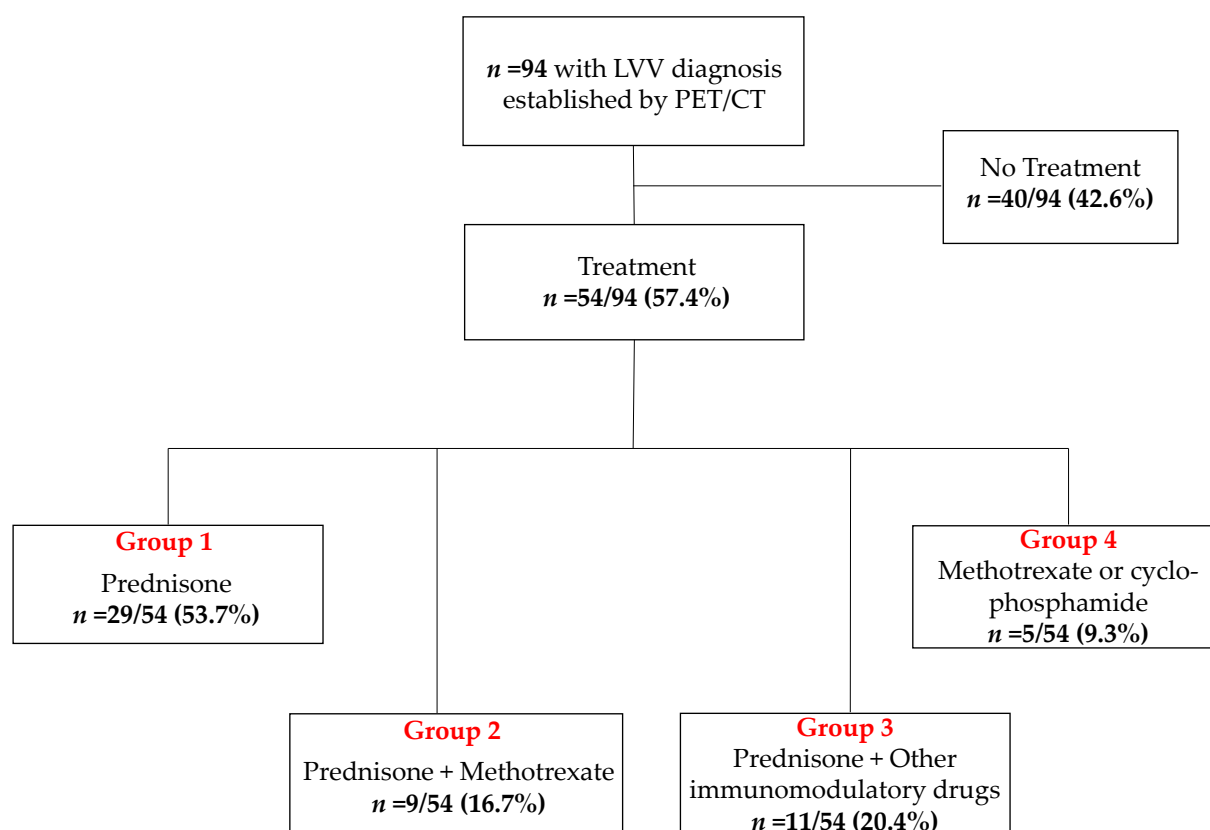 n =94 with LVV diagnosis
established by PET/CT
No Treatment
n =40/94 (42.6%)
Treatment
n =54/94 (57.4%)
Group 1
Prednisone
n =29/54 (53.7%)
Group 4
Methotrexate or cyclo-
phosphamide
n =5/54 (9.3%)
Group 2
Prednisone + Methotrexate
n =9/54 (16.7%)
Group 3
Prednisone + Other
immunomodulatory drugs
n =11/54 (20.4%)